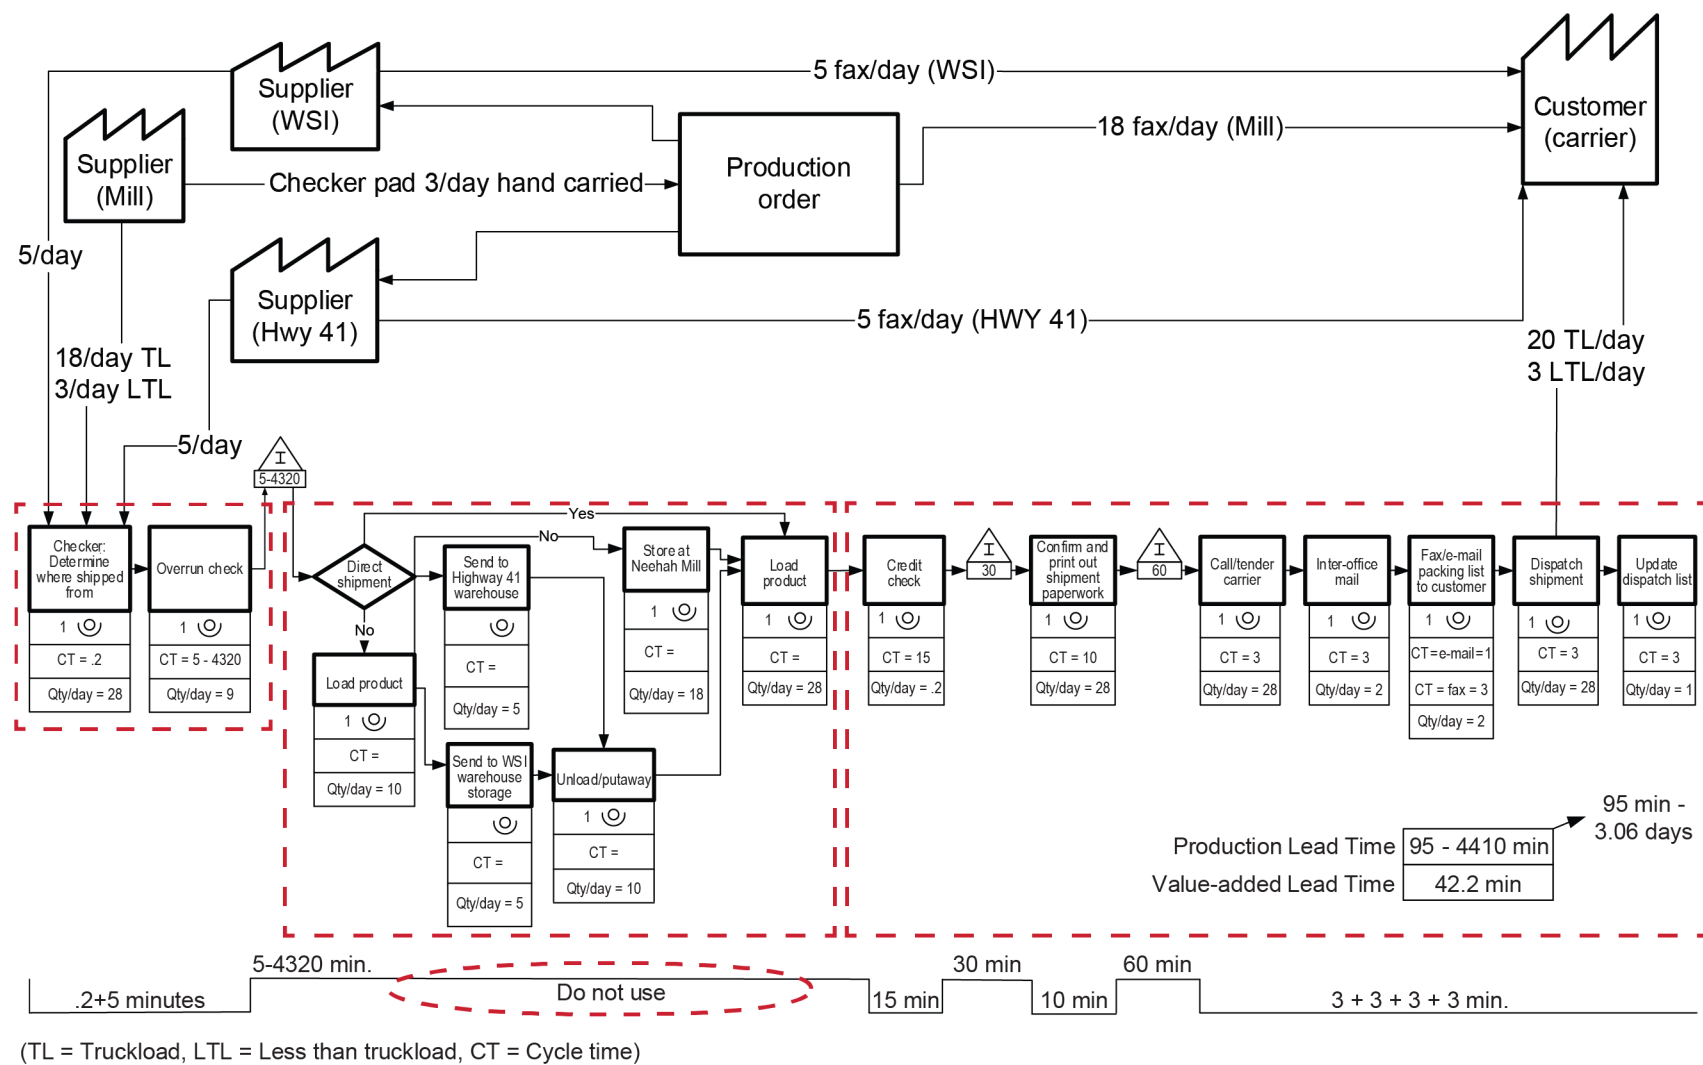 5 fax/day (WSI)
Supplier
(WSI)
Customer
(carrier)
18 fax/day (Mill)
Supplier
(Mill)
Checker pad 3/day hand carried
Production
order
5/day
Supplier
(Hwy 41)
5 fax/day (HWY 41)
20 TL/day
3 LTL/day
18/day TL
3/day LTL
5/day
I
5-4320
Checker:
Determine
where shipped
from
1
CT = .2
Qty/day = 28
Overrun check
1
CT = 5 - 4320
Qty/day = 9
Yes
No
Direct
shipment
No
Load product
1
CT =
Qty/day = 10
Send to
Highway 41
warehouse
CT =
Qty/day = 5
Send to WSI
warehouse
storage
CT =
Qty/day = 5
Unload/putaway
1
CT =
Qty/day = 10
Store at
Neehah Mill
1
CT =
Qty/day = 18
Load
product
1
CT =
Qty/day = 28
Credit
check
1
CT = 15
Qty/day = .2
I
30
Confirm and
print out
shipment
paperwork
1
CT = 10
Qty/day = 28
I
60
Call/tender
carrier
1
CT = 3
Qty/day = 28
Inter-office
mail
1
CT = 3
Qty/day = 2
Fax/e-mail
packing list
to customer
1
CT=e-mail=1
CT = fax = 3
Qty/day = 2
Dispatch
shipment
1
CT = 3
Qty/day = 28
Update
dispatch list
1
CT = 3
Qty/day = 1
95 min -
3.06 days
Production Lead Time 95 - 4410 min
Value-added Lead Time 42.2 min
.2+5 minutes
5-4320 min.
Do not use
15 min
30 min
10 min
60 min
3 + 3 + 3 + 3 min.
(TL = Truckload, LTL = Less than truckload, CT = Cycle time)